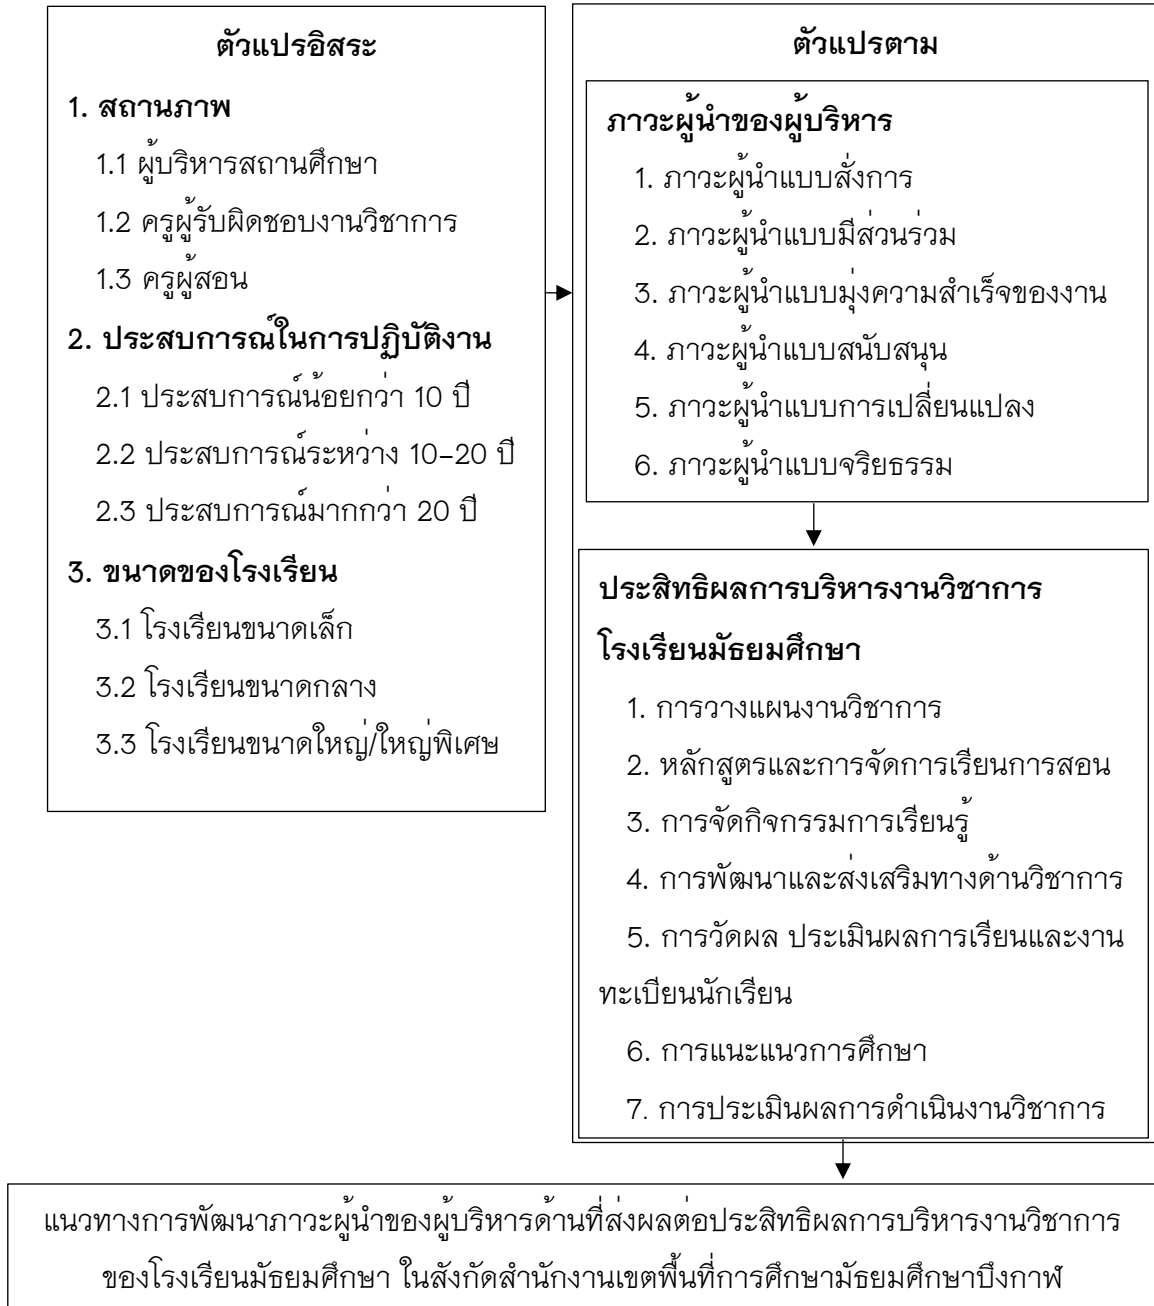 ตัวแปรอิสระ
1. สถานภาพ
1.1 ผู้บริหารสถานศึกษา
1.2 ครูผู้รับผิดชอบงานวิชาการ
1.3 ครูผู้สอน
2. ประสบการณ์ในการปฏิบัติงาน
2.1 ประสบการณ์น้อยกว่า 10 ปี
2.2 ประสบการณ์ระหว่าง 10–20 ปี
2.3 ประสบการณ์มากกว่า 20 ปี
3. ขนาดของโรงเรียน
3.1 โรงเรียนขนาดเล็ก
3.2 โรงเรียนขนาดกลาง
3.3 โรงเรียนขนาดใหญ่/ใหญ่พิเศษ
ตัวแปรตาม
ภาวะผู้นำของผู้บริหาร
1. ภาวะผู้นำแบบสั่งการ
2. ภาวะผู้นำแบบมีส่วนร่วม
3. ภาวะผู้นำแบบมุ่งความสำเร็จของงาน
4. ภาวะผู้นำแบบสนับสนุน
5. ภาวะผู้นำแบบการเปลี่ยนแปลง
6. ภาวะผู้นำแบบจริยธรรม
ประสิทธิผลการบริหารงานวิชาการ
โรงเรียนมัธยมศึกษา
1. การวางแผนงานวิชาการ
2. หลักสูตรและการจัดการเรียนการสอน
3. การจัดกิจกรรมการเรียนรู้
4. การพัฒนาและส่งเสริมทางด้านวิชาการ
5. การวัดผล ประเมินผลการเรียนและงาน
ทะเบียนนักเรียน
6. การแนะแนวการศึกษา
7. การประเมินผลการดำเนินงานวิชาการ
แนวทางการพัฒนาภาวะผู้นำของผู้บริหารด้านที่ส่งผลต่อประสิทธิผลการบริหารงานวิชาการ
ของโรงเรียนมัธยมศึกษา ในสังกัดสำนักงานเขตพื้นที่การศึกษามัธยมศึกษาบึงกาฬ